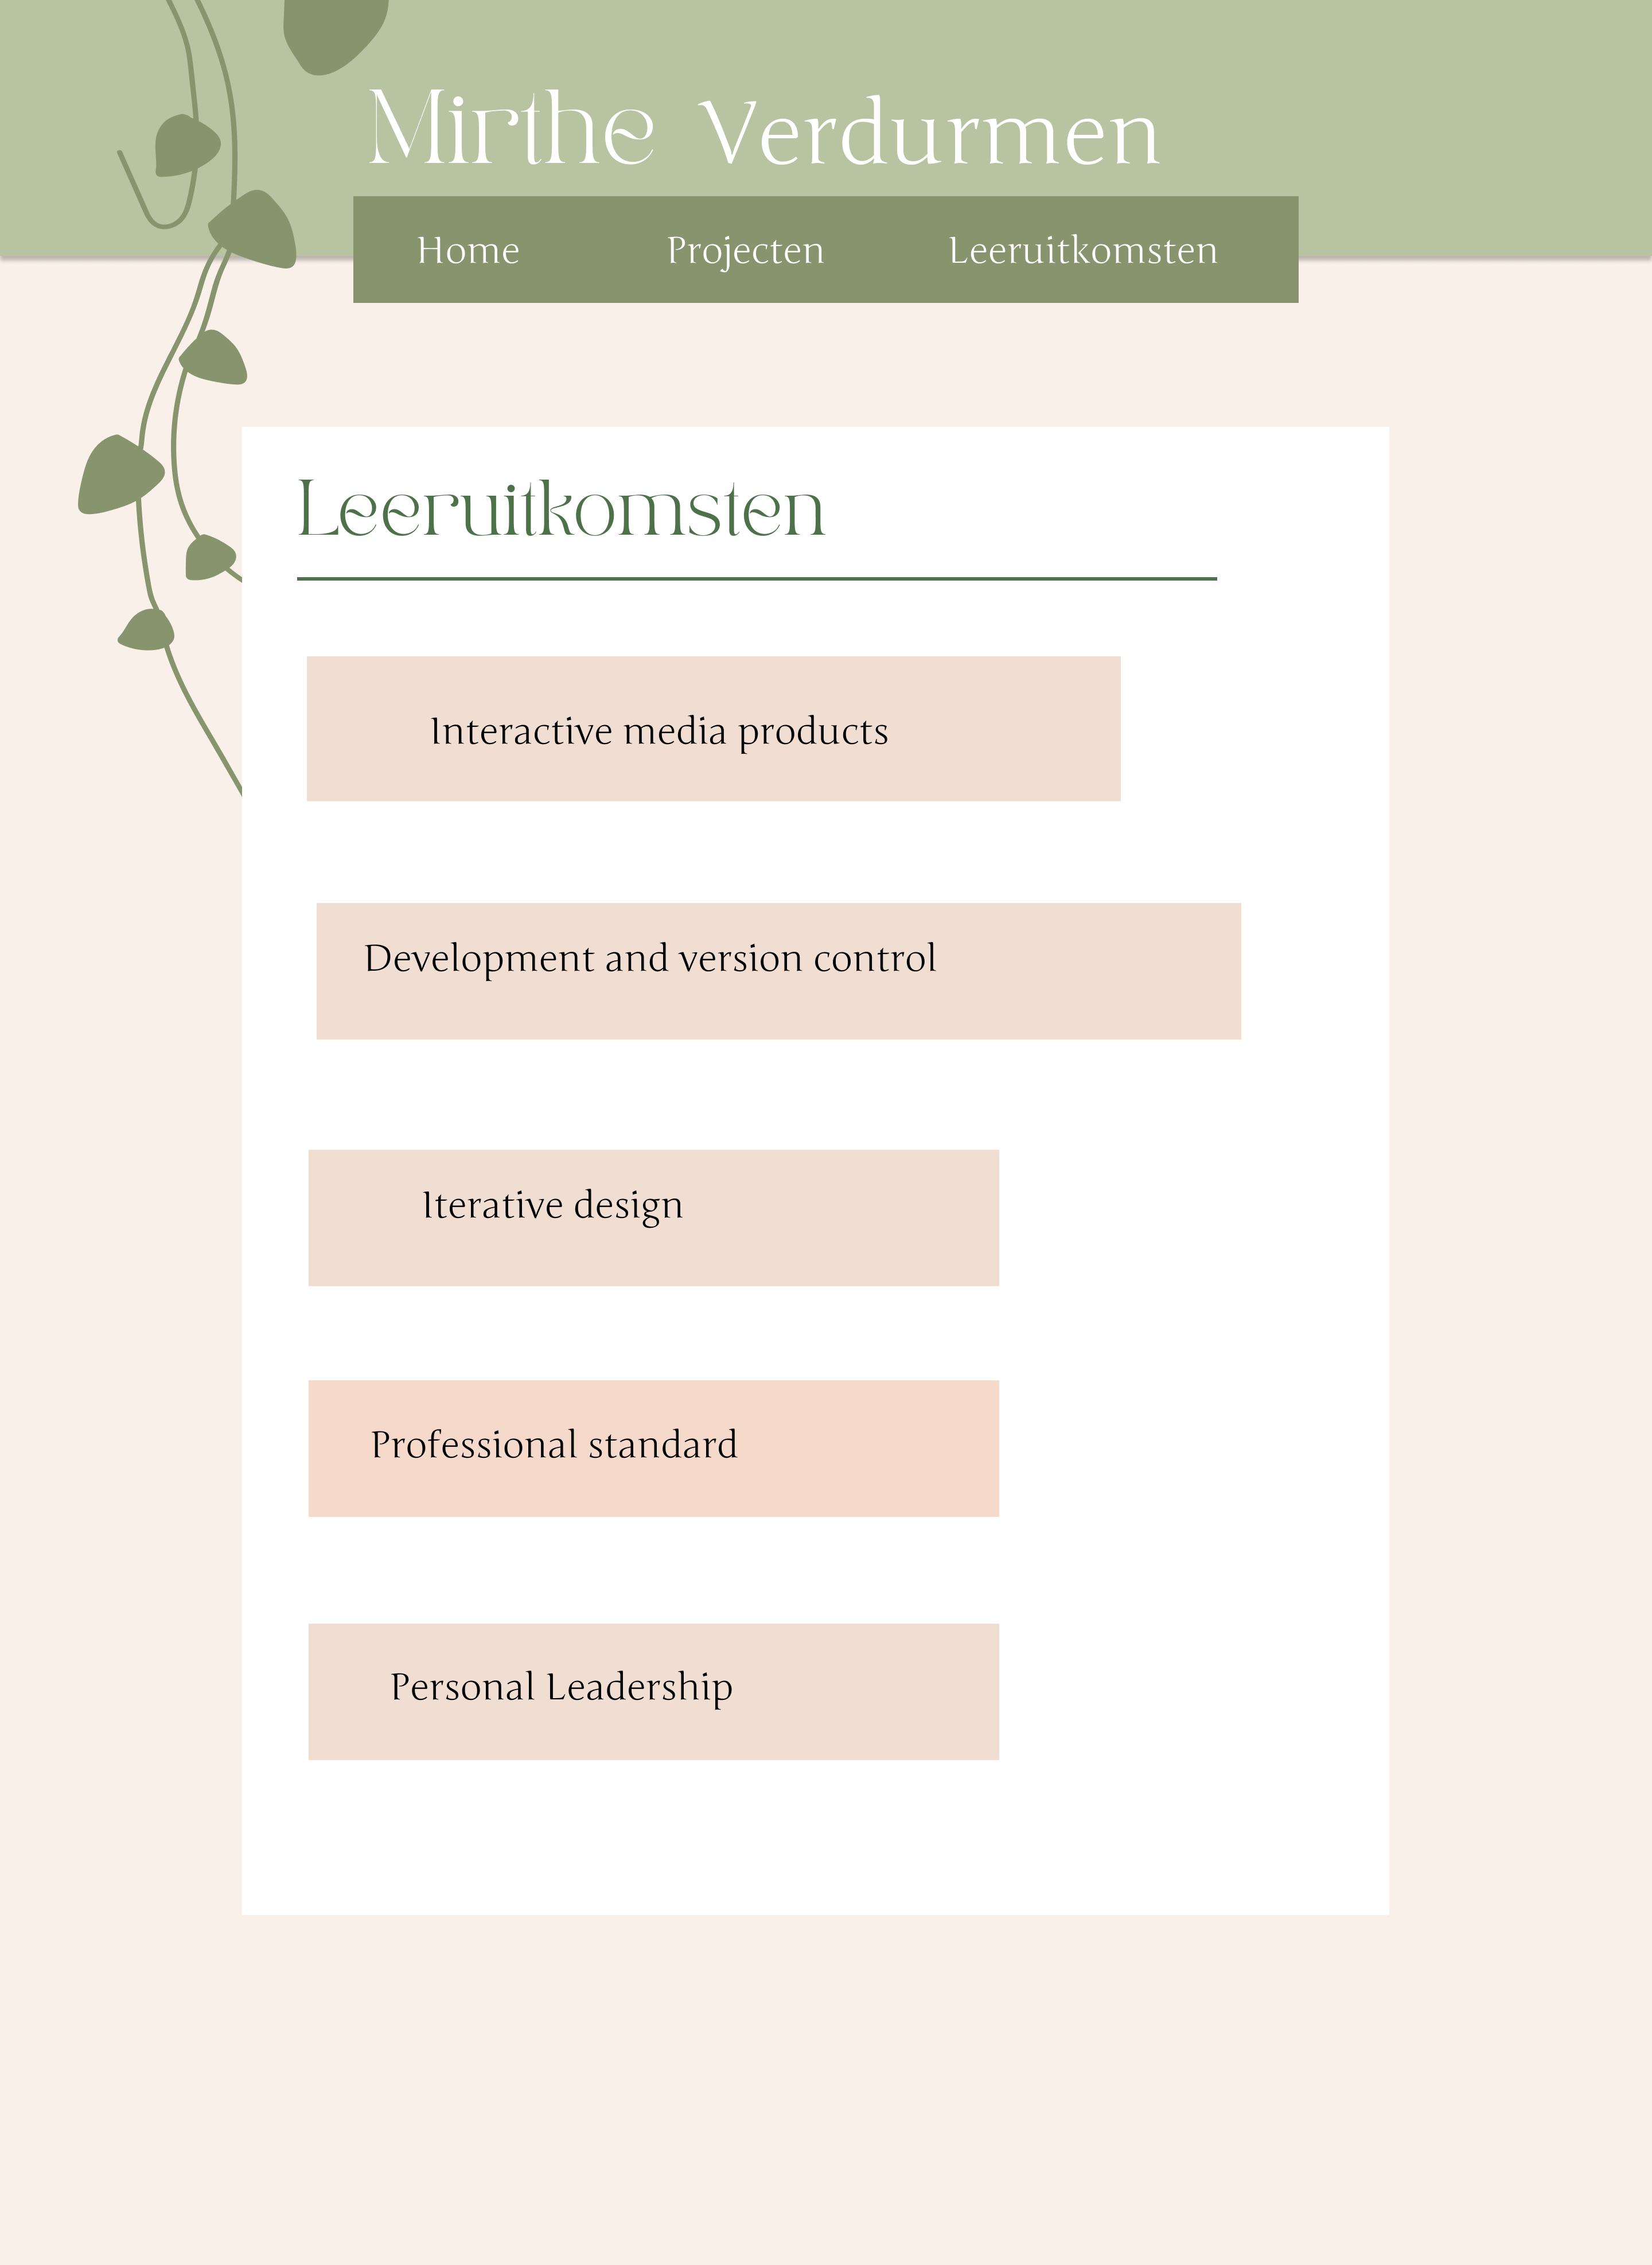 Mirthe Verdurmen
Home Projecten Leeruitkomsten
Leeruitkomsten
Interactive media products
Development and version control
Iterative design
Professional standard
Personal Leadership